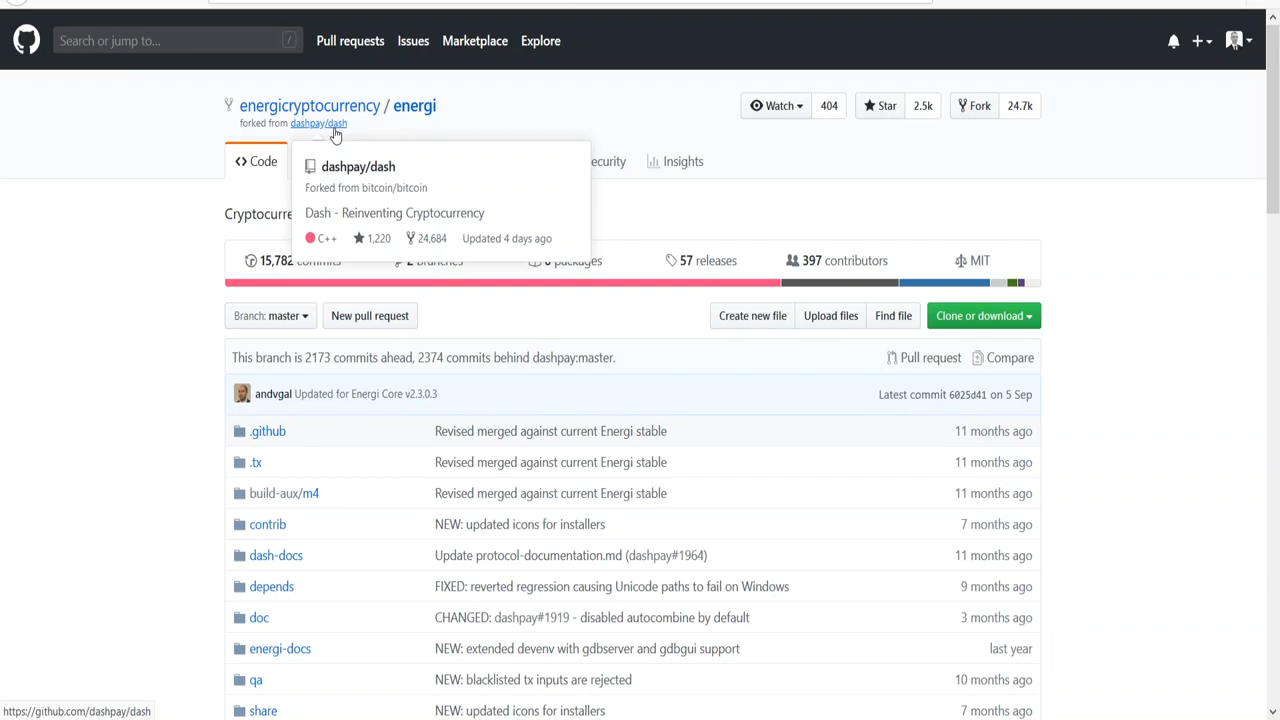 Search or jump to...
/
Pull requests
Issues
Marketplace
Explore
energicryptocurrency / energi
forked from dashpay/dash
Watch
404
Star
2.5k
Fork
24.7k
Code
dashpay/dash
Forked from bitcoin/bitcoin
Dash - Reinventing Cryptocurrency
C++
1,220
24,684
Updated 4 days ago
ecurity
Insights
Cryptocurre
15,782 commits
2 branches
0 packages
57 releases
397 contributors
MIT
Branch: master
New pull request
Create new file
Upload files
Find file
Clone or download
This branch is 2173 commits ahead, 2374 commits behind dashpay:master.
Pull request
Compare
andvgal Updated for Energi Core v2.3.0.3
Latest commit 6025d41 on 5 Sep
.github
Revised merged against current Energi stable
11 months ago
.tx
Revised merged against current Energi stable
11 months ago
build-aux/m4
Revised merged against current Energi stable
11 months ago
contrib
NEW: updated icons for installers
7 months ago
dash-docs
Update protocol-documentation.md (dashpay#1964)
11 months ago
depends
FIXED: reverted regression causing Unicode paths to fail on Windows
9 months ago
doc
CHANGED: dashpay#1919 - disabled autocombine by default
3 months ago
energi-docs
NEW: extended devenv with gdbserver and gdbgui support
last year
qa
NEW: blacklisted tx inputs are rejected
10 months ago
share
NEW: updated icons for installers
7 months ago
https://github.com/dashpay/dash